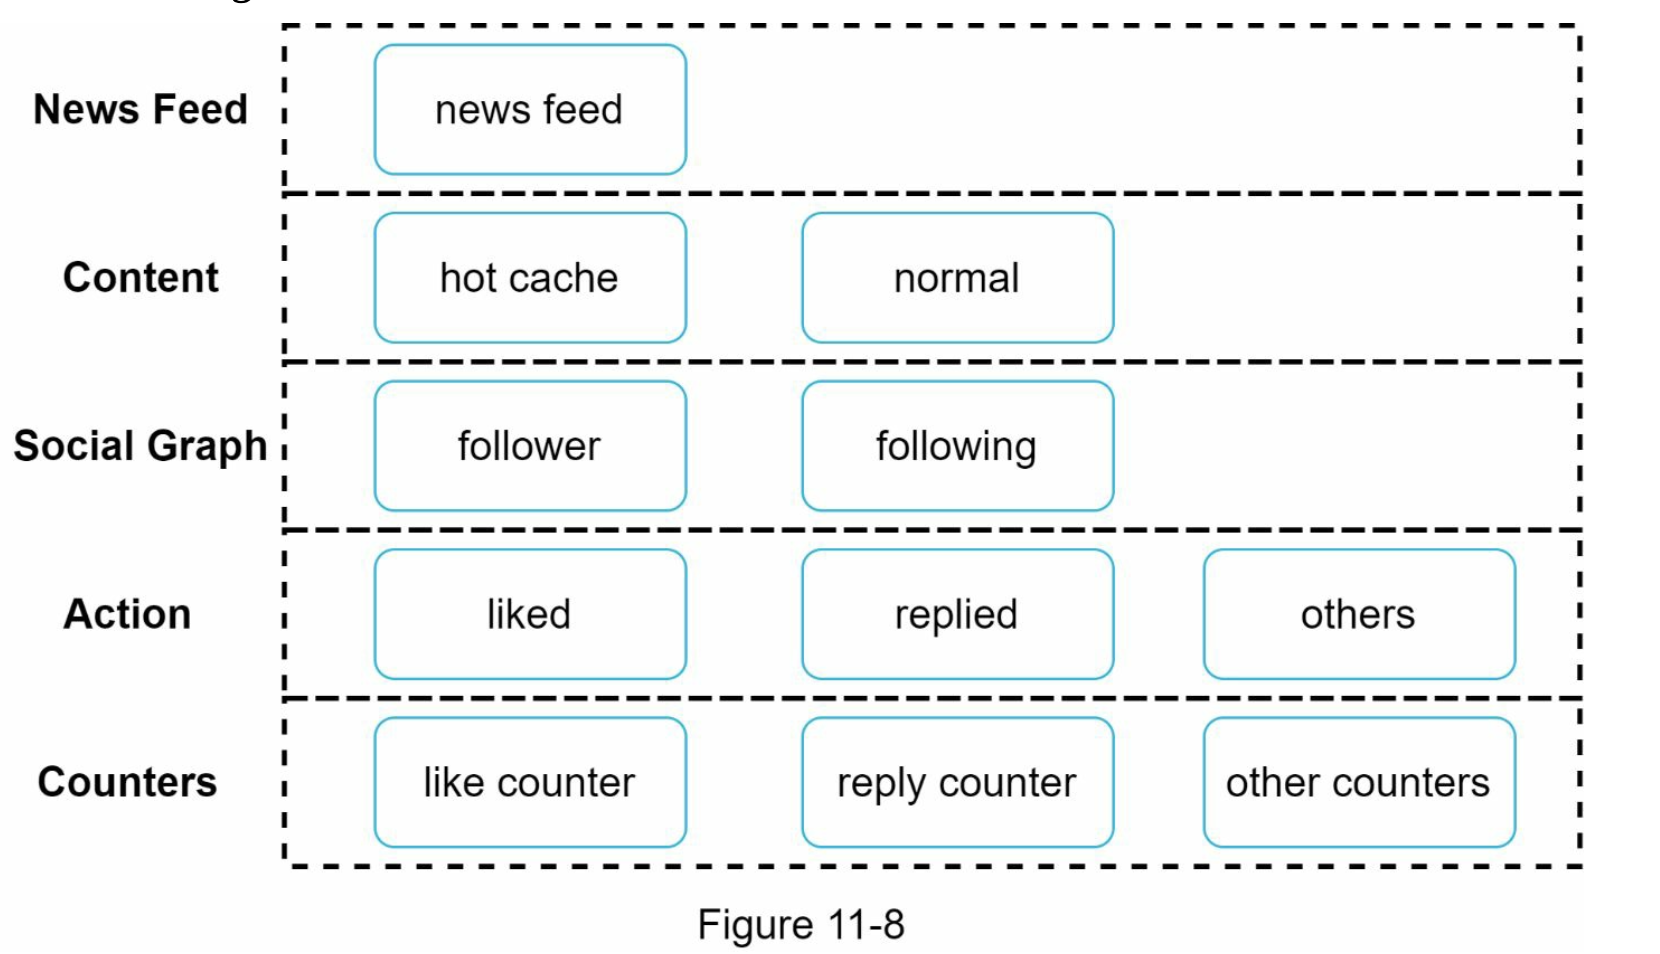 News Feed
news feed
Content
hot cache
normal
Social Graph
follower
following
Action
liked
replied
others
Counters
like counter
reply counter
other counters
Figure 11-8